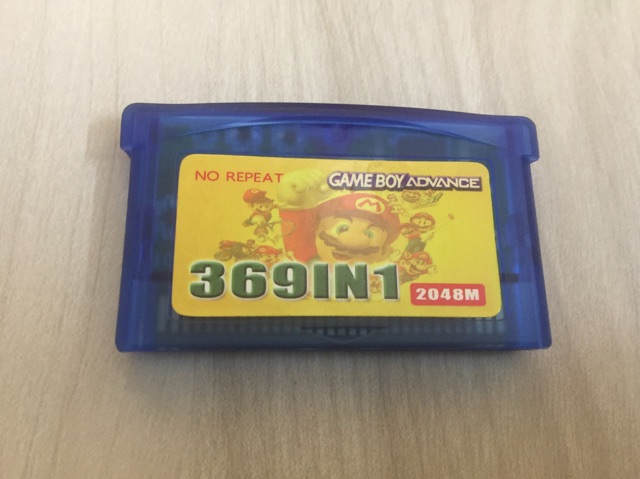 NO REPEAT
GAME BOY ADVANCE
M
369IN1
2048M